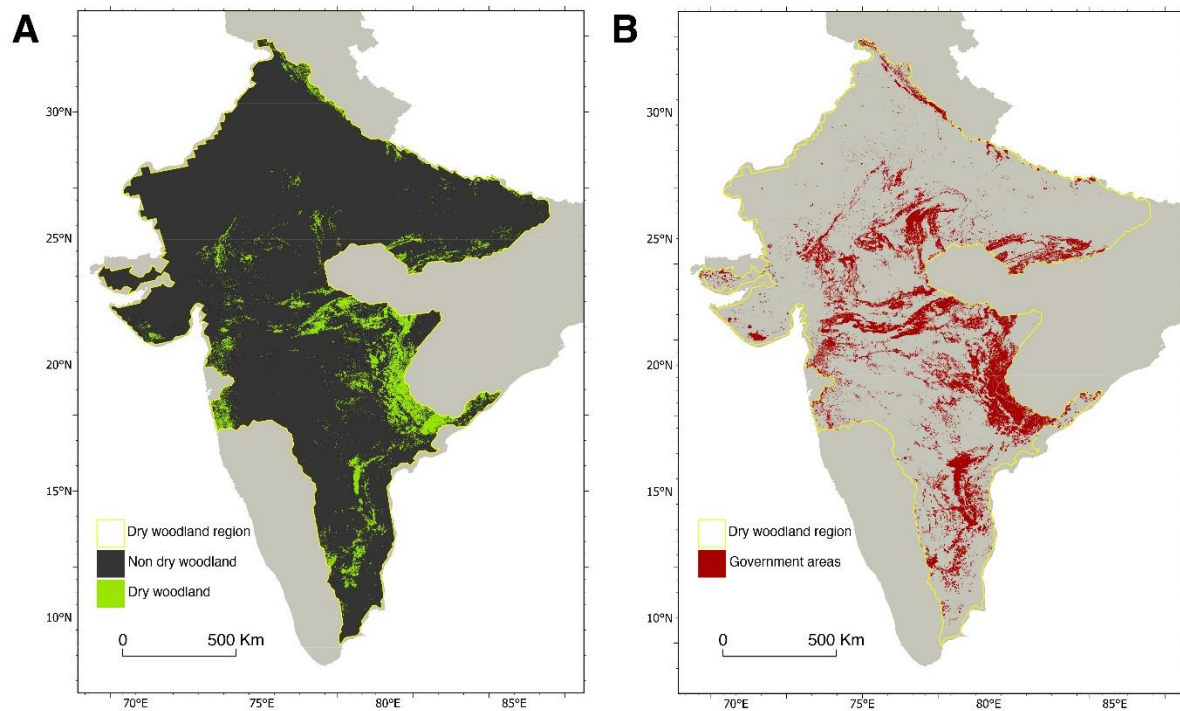 A
30°N
25°N
20°N
15°N
10°N
Dry woodland region
Non dry woodland
Dry woodland
0 500 Km
70°E 75°E 80°E 85°E
B
30°N
25°N
20°N
15°N
10°N
Dry woodland region
Government areas
0 500 Km
70°E 75°E 80°E 85°E